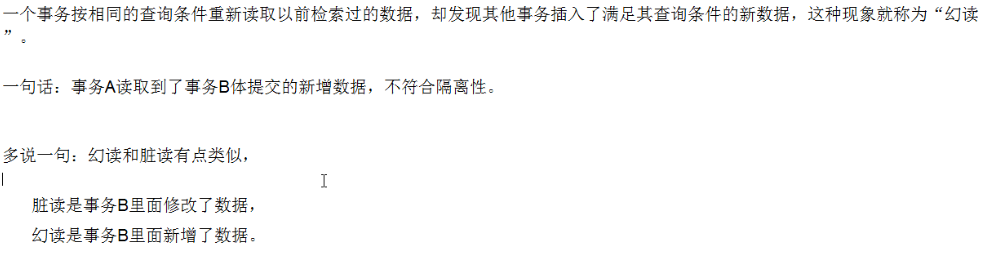 一个事务按相同的查询条件重新读取以前检索过的数据，却发现其他事务插入了满足其查询条件的新数据，这种现象就称为“幻读
”。
一句话：事务A读取到了事务B体提交的新增数据，不符合隔离性。
多说一句：幻读和脏读有点类似，
脏读是事务B里面修改了数据，
幻读是事务B里面新增了数据。